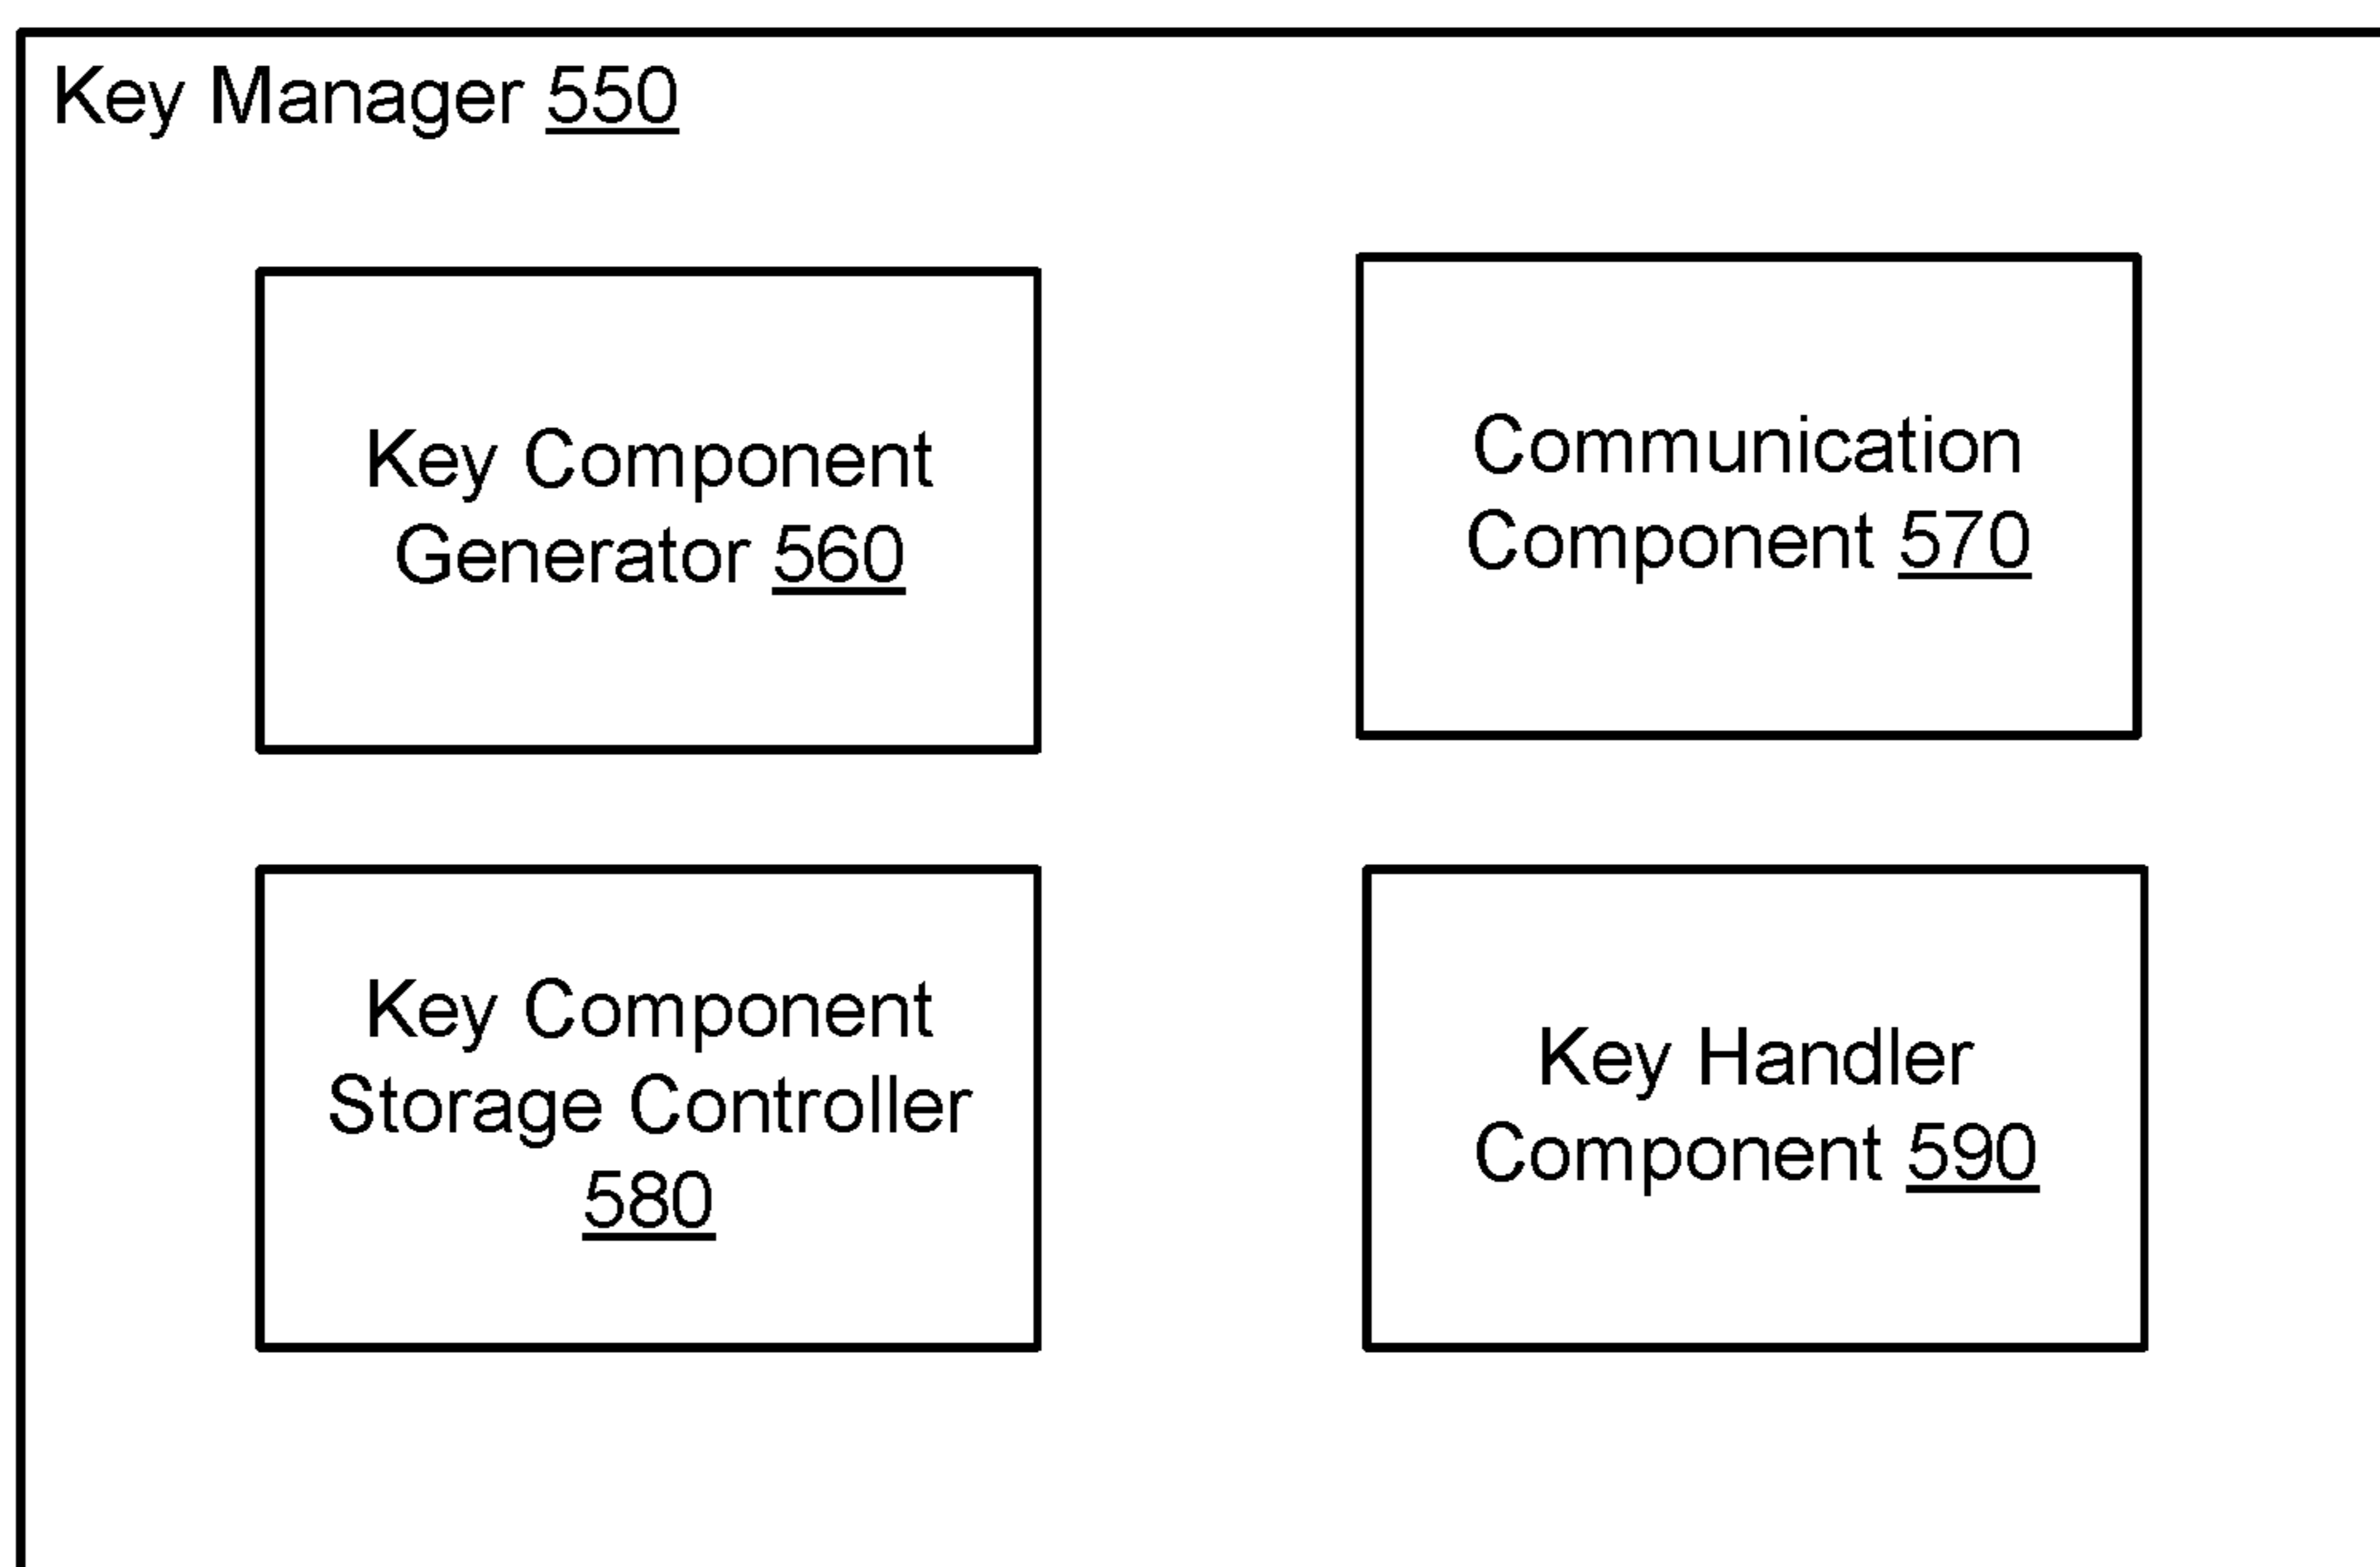 Key Manager 550
Key Component
Generator 560
Communication
Component 570
Key Component
Storage Controller
580
Key Handler
Component 590